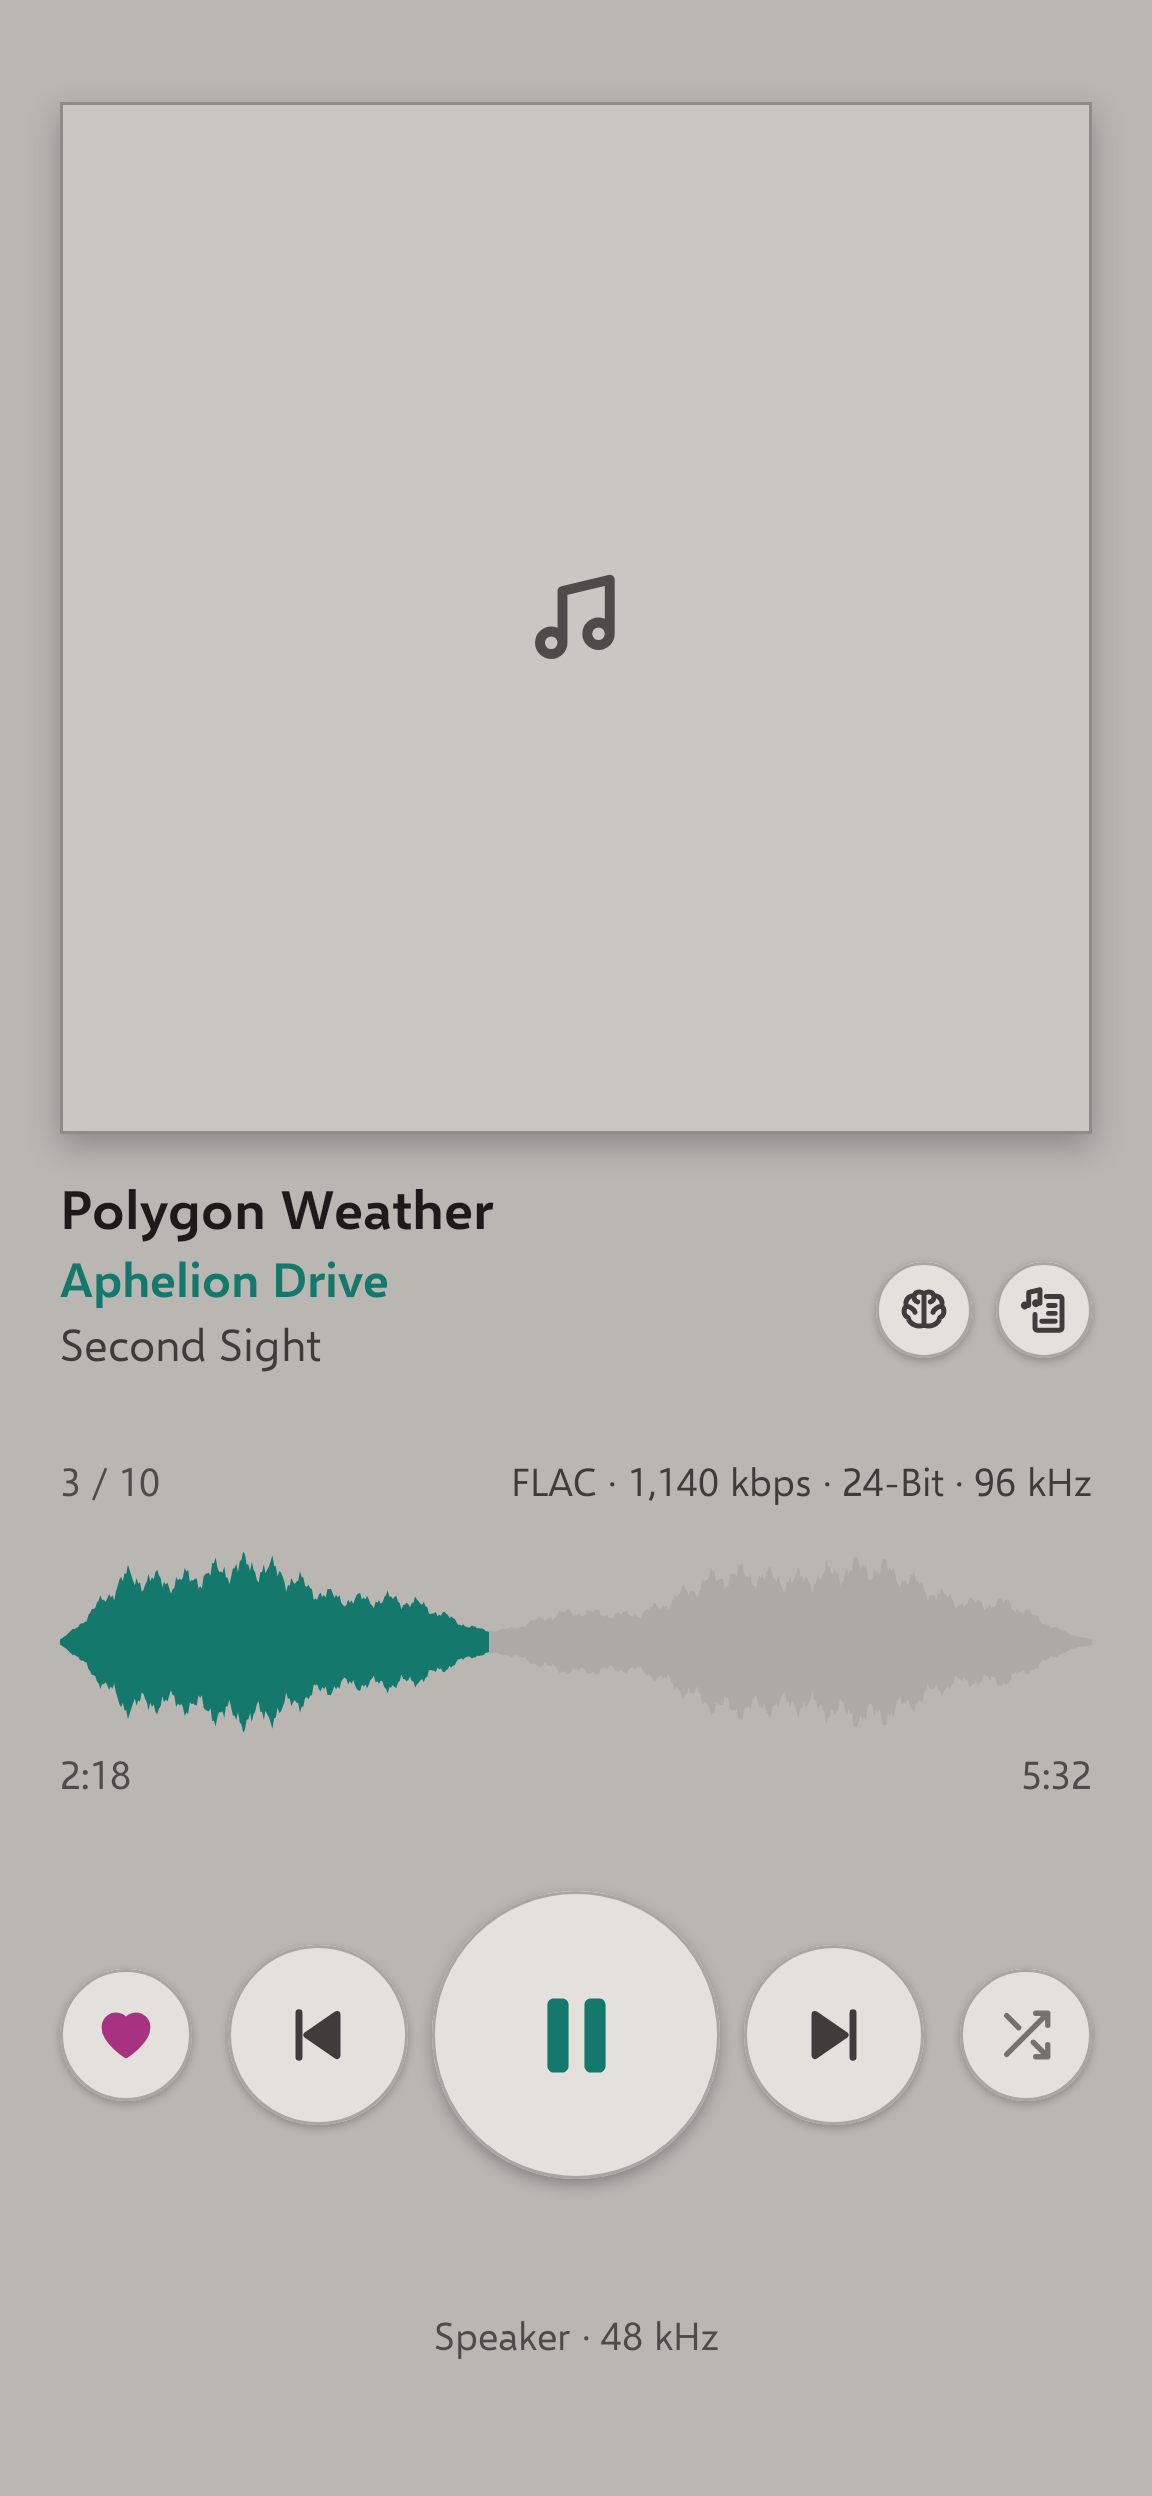 Polygon Weather
Aphelion Drive
Second Sight
3 / 10
FLAC · 1,140 kbps · 24-Bit · 96 kHz
2:18
5:32
Speaker · 48 kHz